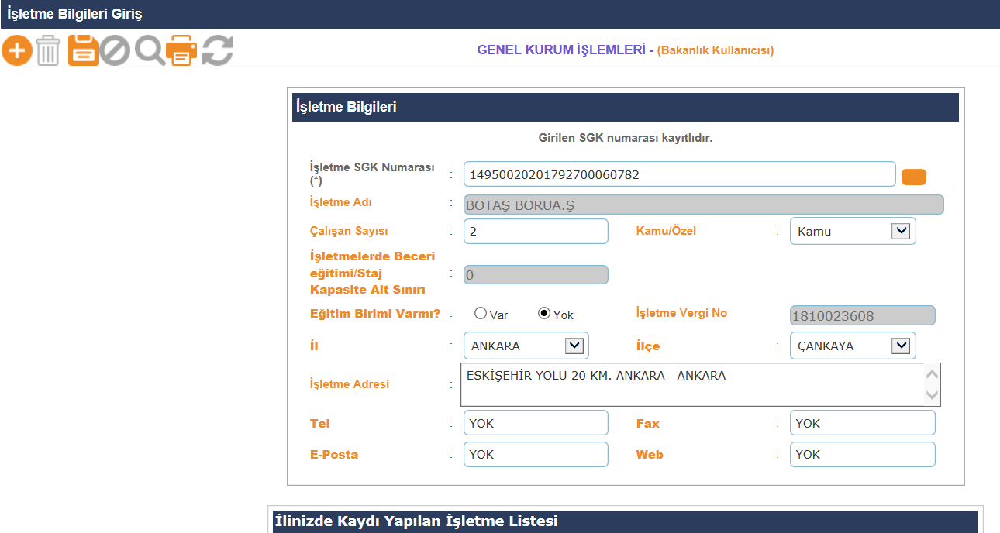 İşletme Bilgileri Giriş
GENEL KURUM İŞLEMLERİ - (Bakanlık Kullanıcısı)
İşletme Bilgileri
Girilen SGK numarası kayıtlıdır.
İşletme SGK Numarası (*) : 14950020201792700060782
İşletme Adı : BOTAŞ BORUA.Ş
Çalışan Sayısı : 2 Kamu/Özel : Kamu
İşletmelerde Beceri
eğitimi/Staj : 0
Kapasite Alt Sınırı
Eğitim Birimi Varmı? : Var Yok İşletme Vergi No 1810023608
İl : ANKARA İlçe : ÇANKAYA
İşletme Adresi : ESKİŞEHİR YOLU 20 KM. ANKARA ANKARA
Tel : YOK Fax : YOK
E-Posta : YOK Web : YOK
İlinizde Kaydı Yapılan İşletme Listesi